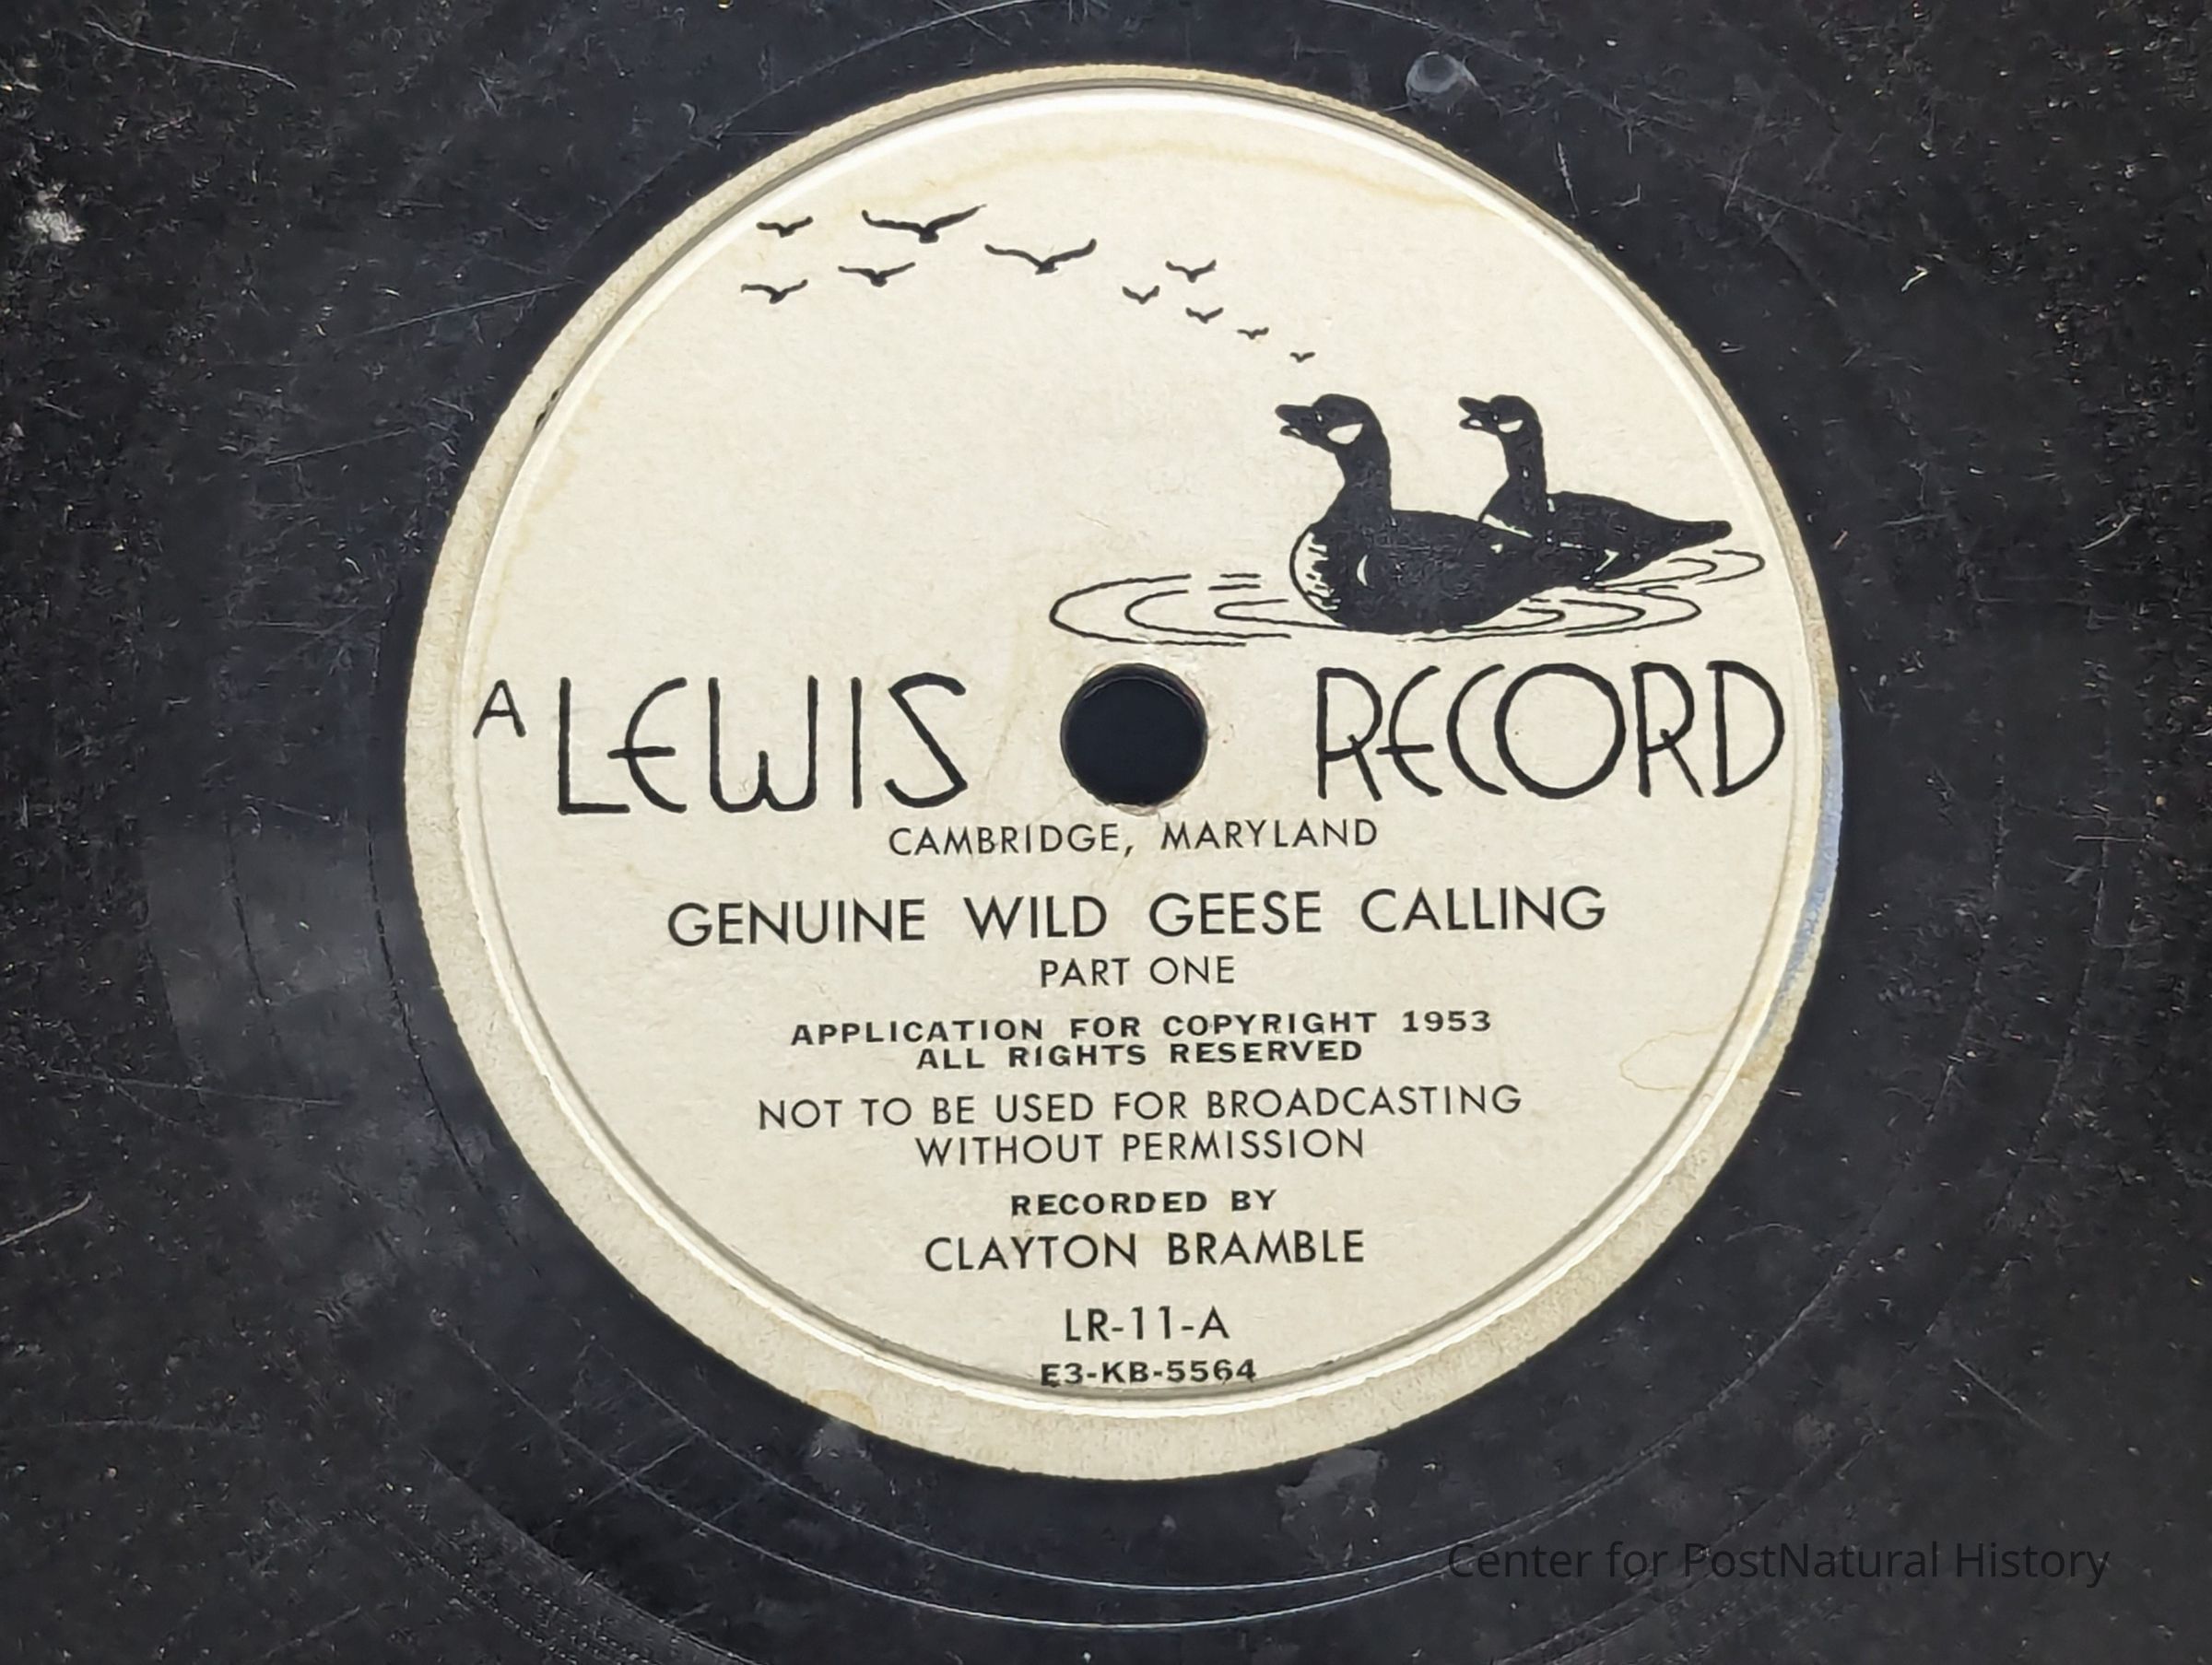 A LEWIS RECORD
CAMBRIDGE, MARYLAND
GENUINE WILD GEESE CALLING
PART ONE
APPLICATION FOR COPYRIGHT 1953
ALL RIGHTS RESERVED
NOT TO BE USED FOR BROADCASTING
WITHOUT PERMISSION
RECORDED BY
CLAYTON BRAMBLE
LR-11-A
E3-KB-5564
Center for PostNatural History